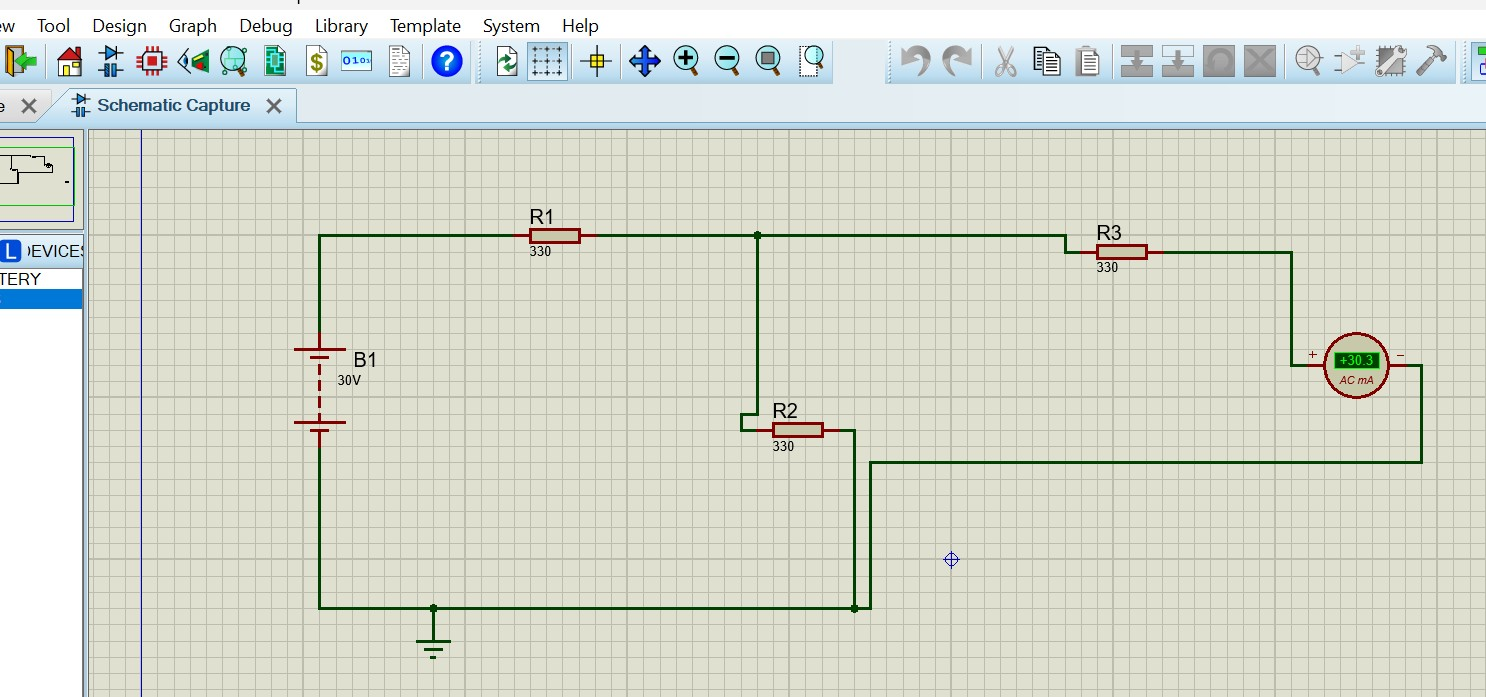 ew Tool Design Graph Debug Library Template System Help
$ 0101 ?
e Schematic Capture
L DEVICES
TERY
R1
330
R3
330
B1
30V
+ +30.3 −
AC mA
R2
330